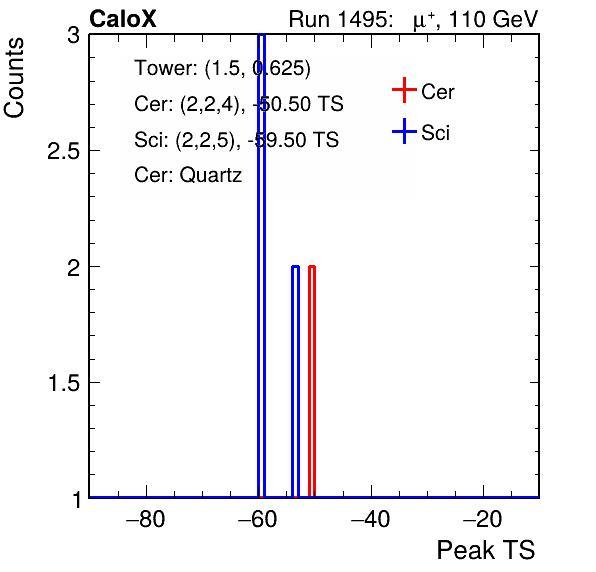 CaloX Run 1495: μ⁺, 110 GeV
Counts
3
2.5
2
1.5
1
Tower: (1.5, 0.625)
Cer: (2,2,4), -50.50 TS
Sci: (2,2,5), -59.50 TS
Cer: Quartz
Cer
Sci
−80 −60 −40 −20
Peak TS